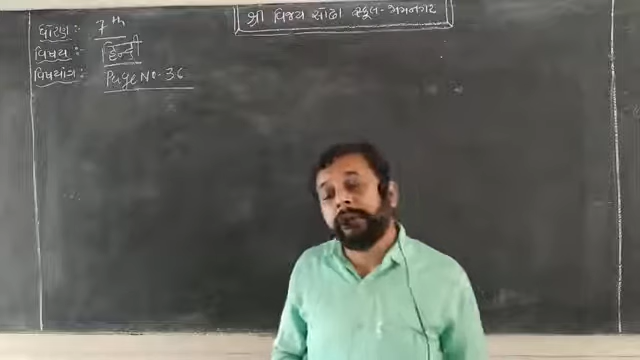 શ્રી વિજય સોઢા સ્કૂલ - જામનગર
ધોરણ :- 7th
વિષય :- हिन्दी
વિષયાંગ :- Page No. 36